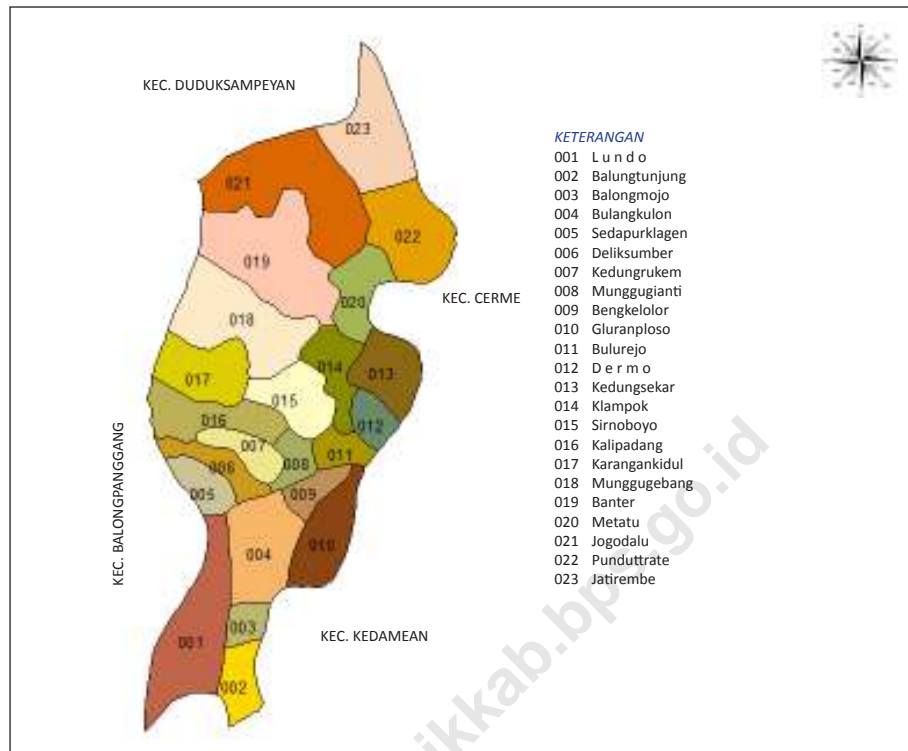 KEC. DUDUKSAMPEYAN
023
021
022
019
020
KEC. CERME
018
014
013
017
015
012
016
007
011
006
008
005
009
004
010
KEC. BALONGPANGGANG
003
001
KEC. KEDAMEAN
002
KETERANGAN
001 L u n d o
002 Balungtunjung
003 Balongmojo
004 Bulangkulon
005 Sedapurklagen
006 Deliksumber
007 Kedungrukem
008 Munggugianti
009 Bengkelolor
010 Gluranploso
011 Bulurejo
012 D e r m o
013 Kedungsekar
014 Klampok
015 Sirnoboyo
016 Kalipadang
017 Karangankidul
018 Munggugebang
019 Banter
020 Metatu
021 Jogodalu
022 Punduttrate
023 Jatirembe
ikkab.bps.go.id